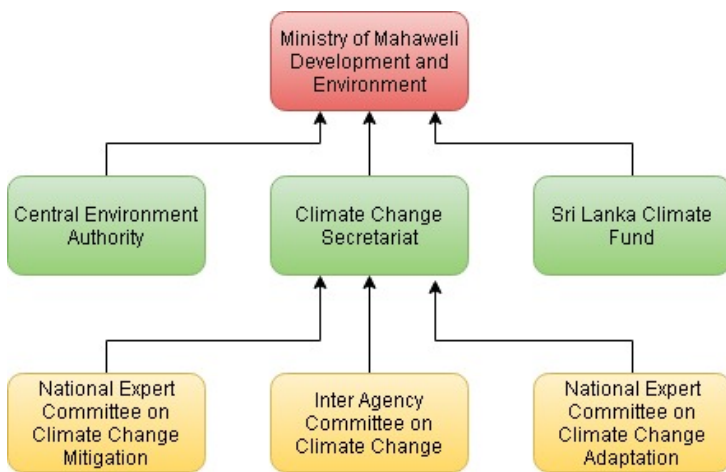 Ministry of Mahaweli
Development and
Environment
Central Environment
Authority
Climate Change
Secretariat
Sri Lanka Climate
Fund
National Expert
Committee on
Climate Change
Mitigation
Inter Agency
Committee on
Climate Change
National Expert
Committee on
Climate Change
Adaptation